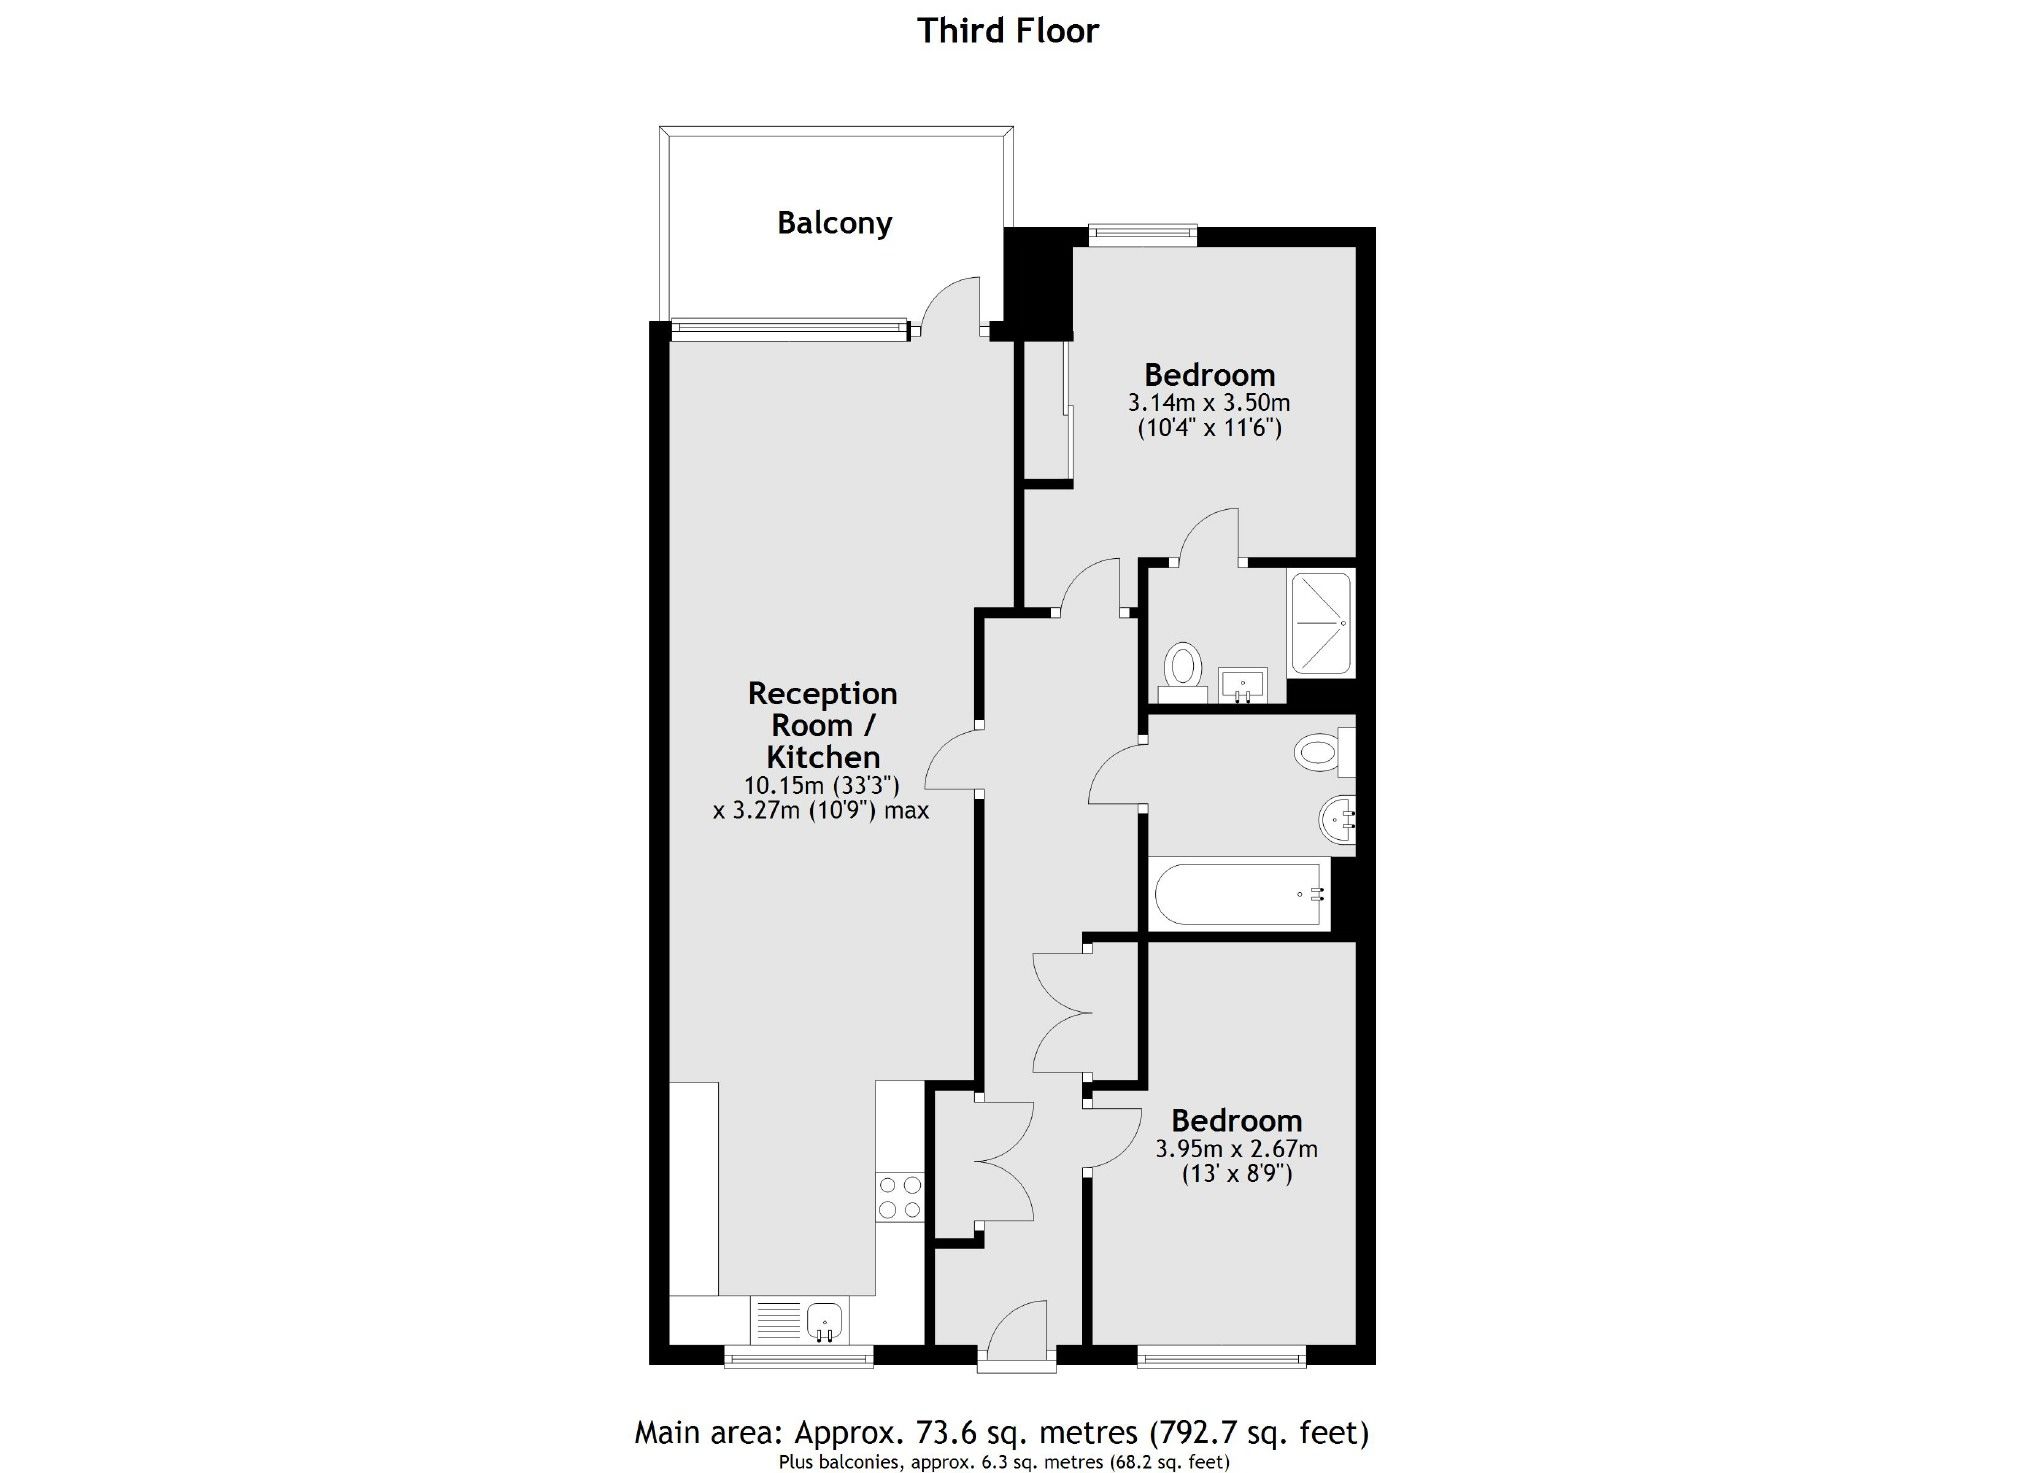 Third Floor
Balcony
Bedroom
3.14m x 3.50m
(10'4" x 11'6")
Reception
Room /
Kitchen
10.15m (33'3")
x 3.27m (10'9") max
Bedroom
3.95m x 2.67m
(13' x 8'9")
Main area: Approx. 73.6 sq. metres (792.7 sq. feet)
Plus balconies, approx. 6.3 sq. metres (68.2 sq. feet)